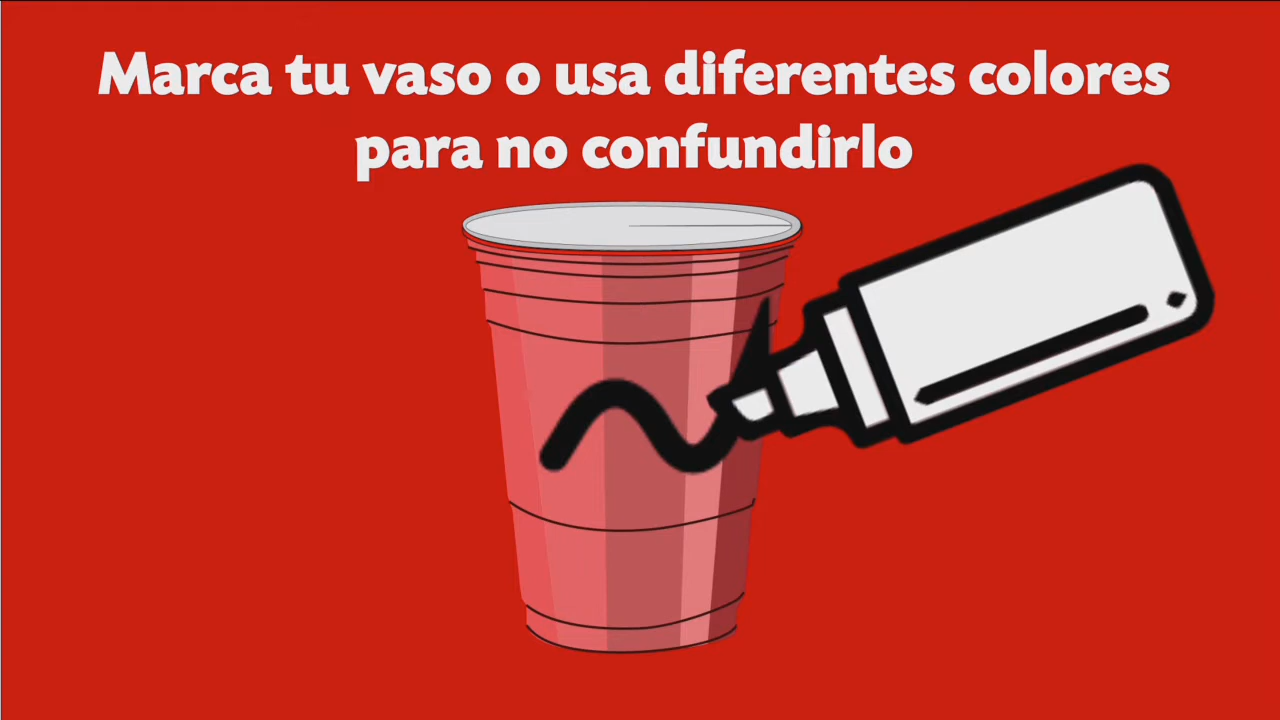 Marca tu vaso o usa diferentes colores
para no confundirlo